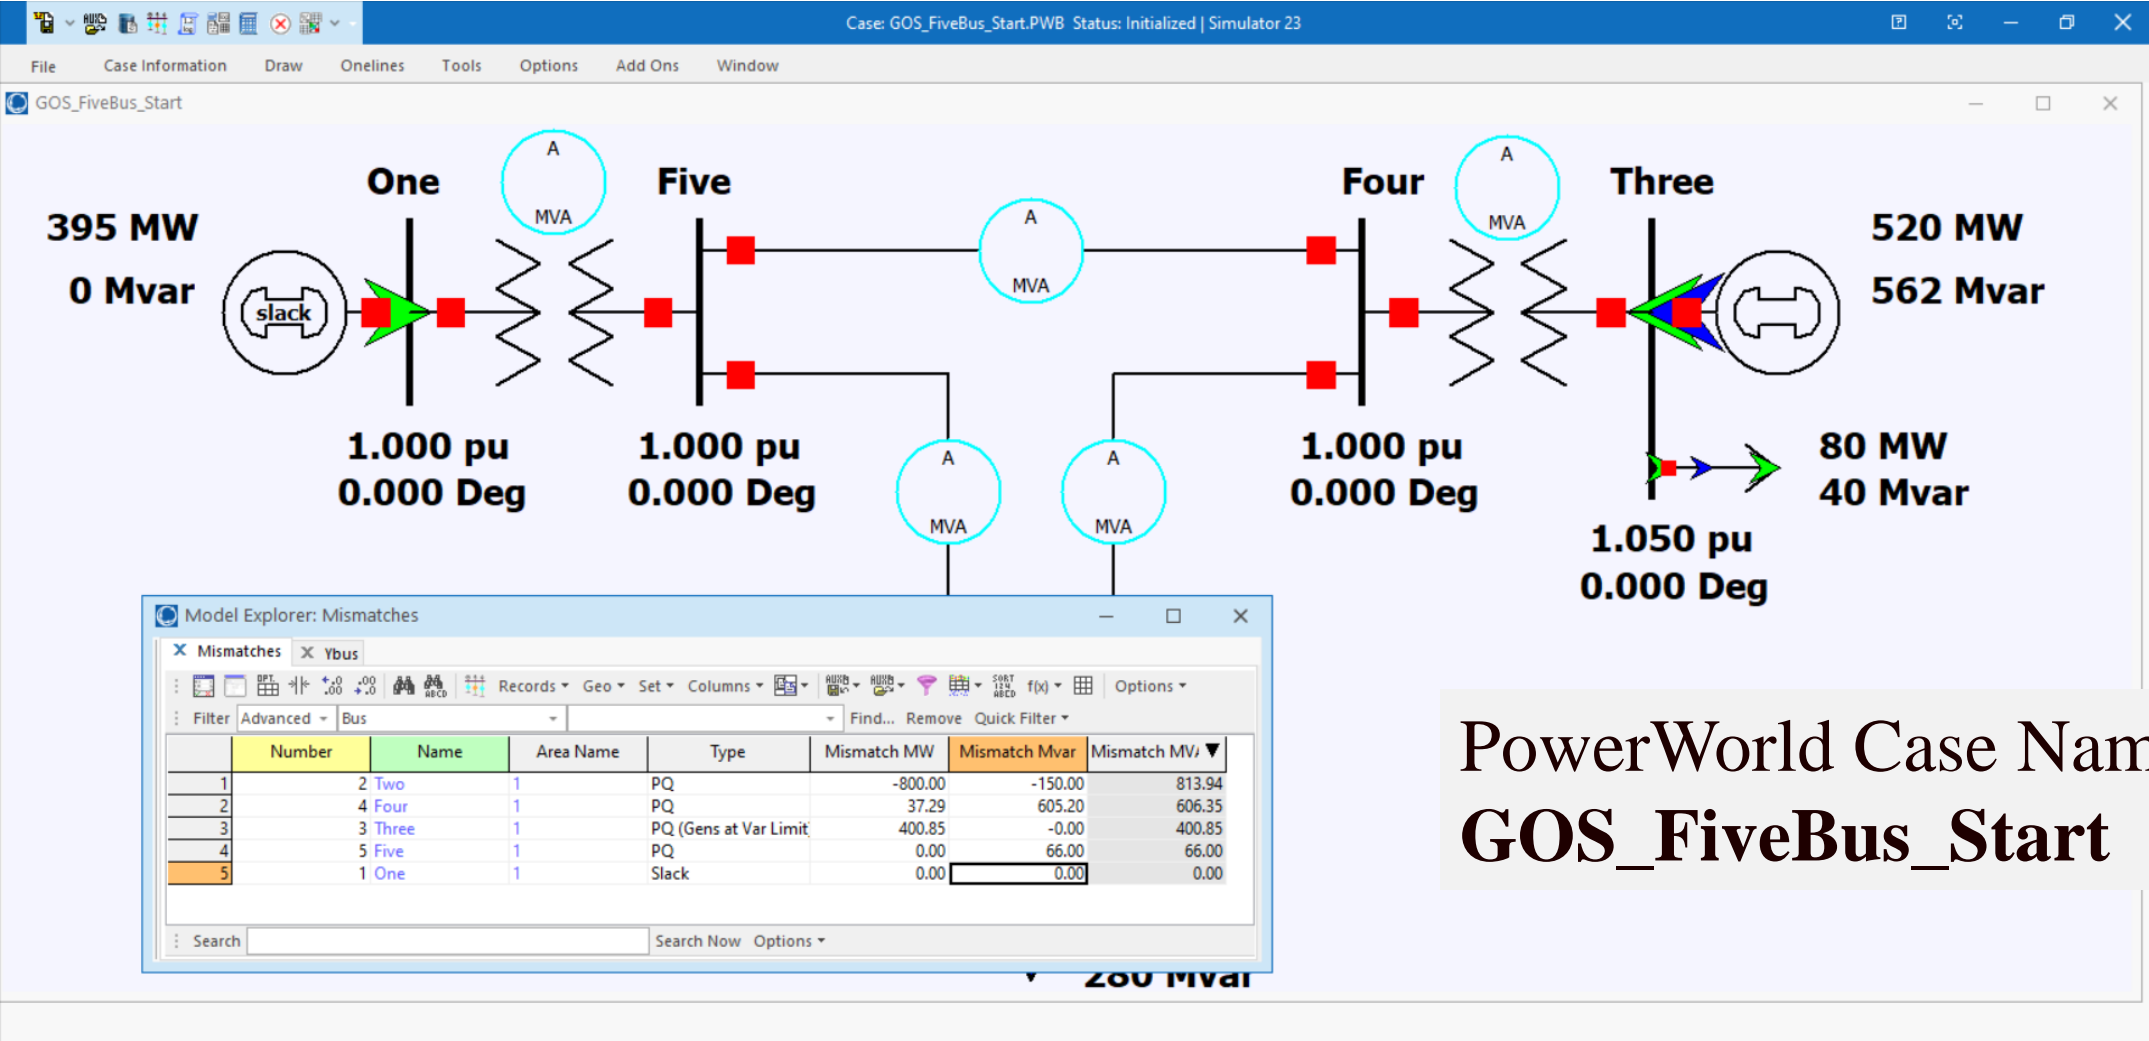 Case: GOS_FiveBus_Start.PWB Status: Initialized | Simulator 23
File Case Information Draw Onelines Tools Options Add Ons Window
GOS_FiveBus_Start
A
MVA
One
Five
A
MVA
Four
A
MVA
Three
395 MW
0 Mvar
slack
520 MW
562 Mvar
1.000 pu
0.000 Deg
1.000 pu
0.000 Deg
A
MVA
A
MVA
1.000 pu
0.000 Deg
80 MW
40 Mvar
1.050 pu
0.000 Deg
Model Explorer: Mismatches
X Mismatches X Ybus
Records Geo Set Columns f(x) Options
Filter Advanced Bus Find... Remove Quick Filter
Number Name Area Name Type Mismatch MW Mismatch Mvar Mismatch MV
1 2 Two 1 PQ -800.00 -150.00 813.94
2 4 Four 1 PQ 37.29 605.20 606.35
3 3 Three 1 PQ (Gens at Var Limit 400.85 -0.00 400.85
4 5 Five 1 PQ 0.00 66.00 66.00
5 1 One 1 Slack 0.00 0.00 0.00
Search Search Now Options
280 Mvar
PowerWorld Case Nam
GOS_FiveBus_Start